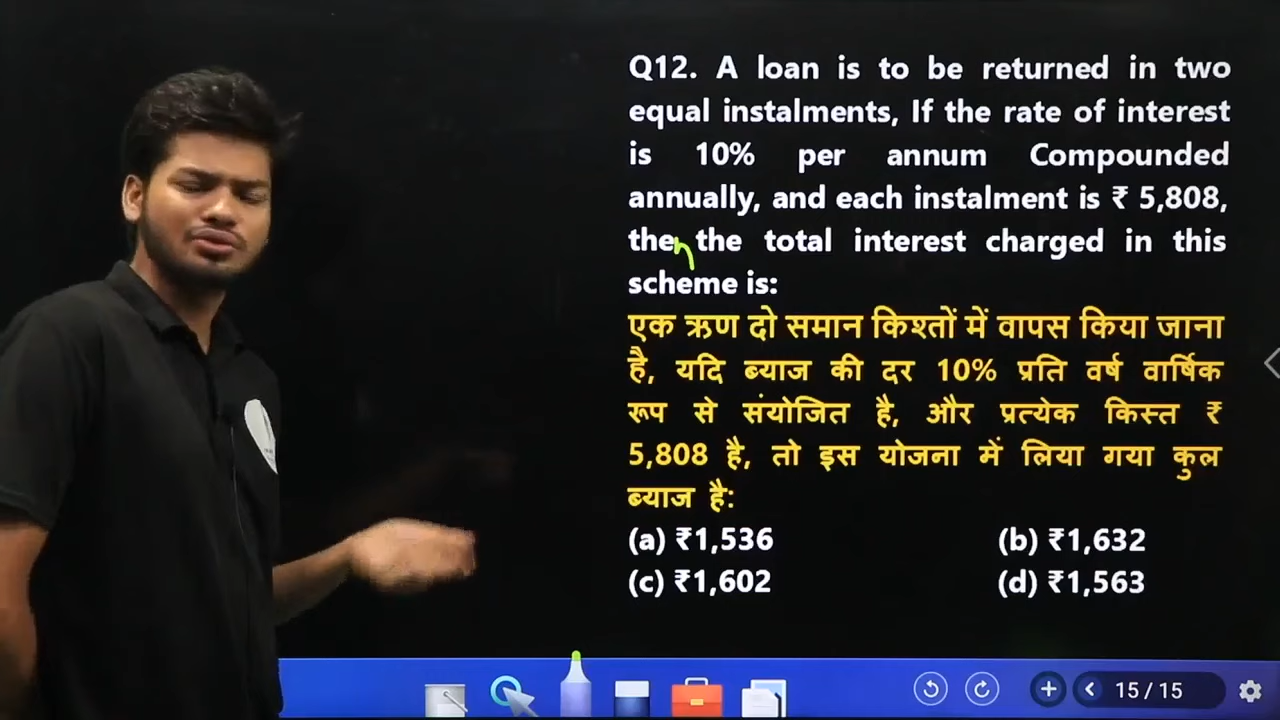 Q12. A loan is to be returned in two
equal instalments, If the rate of interest
is 10% per annum Compounded
annually, and each instalment is ₹ 5,808,
then the total interest charged in this
scheme is:
एक ऋण दो समान किश्तों में वापस किया जाना
है, यदि ब्याज की दर 10% प्रति वर्ष वार्षिक
रूप से संयोजित है, और प्रत्येक किस्त ₹
5,808 है, तो इस योजना में लिया गया कुल
ब्याज है:
(a) ₹1,536 (b) ₹1,632
(c) ₹1,602 (d) ₹1,563
15 / 15